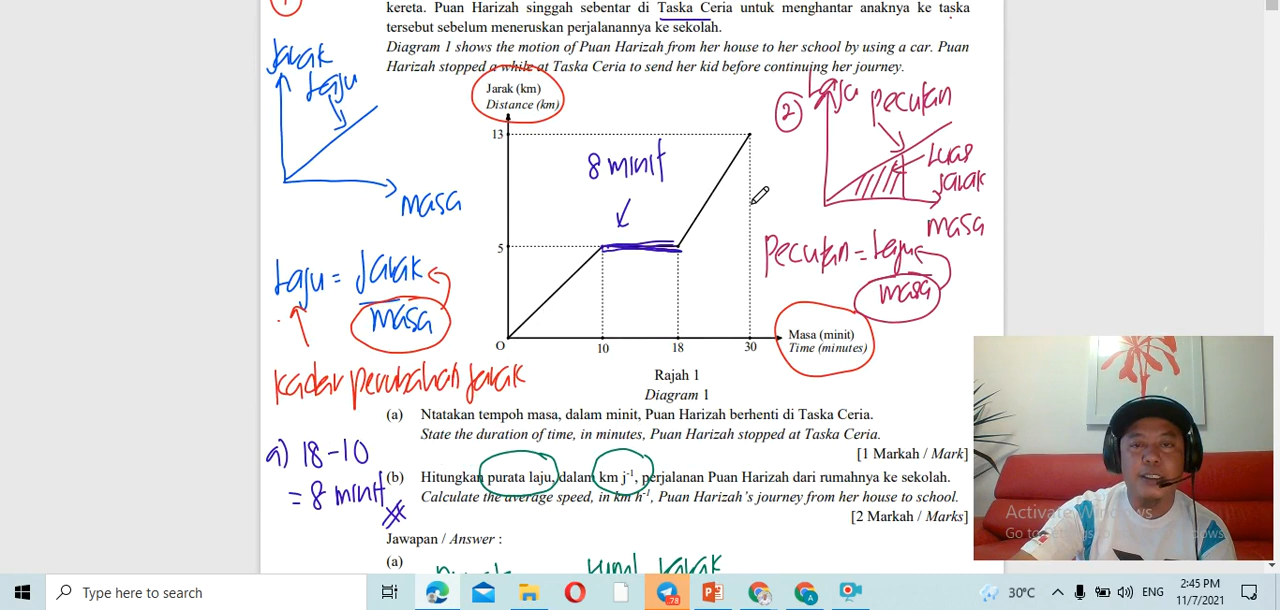 kereta. Puan Harizah singgah sebentar di Taska Ceria untuk menghantar anaknya ke taska
tersebut sebelum meneruskan perjalanannya ke sekolah.
Diagram 1 shows the motion of Puan Harizah from her house to her school by using a car. Puan
Harizah stopped a while at Taska Ceria to send her kid before continuing her journey.
Jarak
Laju
masa
Jarak (km)
Distance (km)
13
5
O
10
18
30
8 minit
Masa (minit)
Time (minutes)
2
Laju
pecutan
Luas
Jarak
masa
Pecutan = Laju
masa
Laju = Jarak
masa
kadar perubahan jarak
Rajah 1
Diagram 1
(a) Ntatakan tempoh masa, dalam minit, Puan Harizah berhenti di Taska Ceria.
State the duration of time, in minutes, Puan Harizah stopped at Taska Ceria.
[1 Markah / Mark]
a) 18-10
= 8 minit
(b) Hitungkan purata laju, dalam km j⁻¹, perjalanan Puan Harizah dari rumahnya ke sekolah.
Calculate the average speed, in km h⁻¹, Puan Harizah's journey from her house to school.
[2 Markah / Marks]
Jawapan / Answer :
(a)
Activate Windows
Type here to search
78
30°C
ENG
2:45 PM
11/7/2021